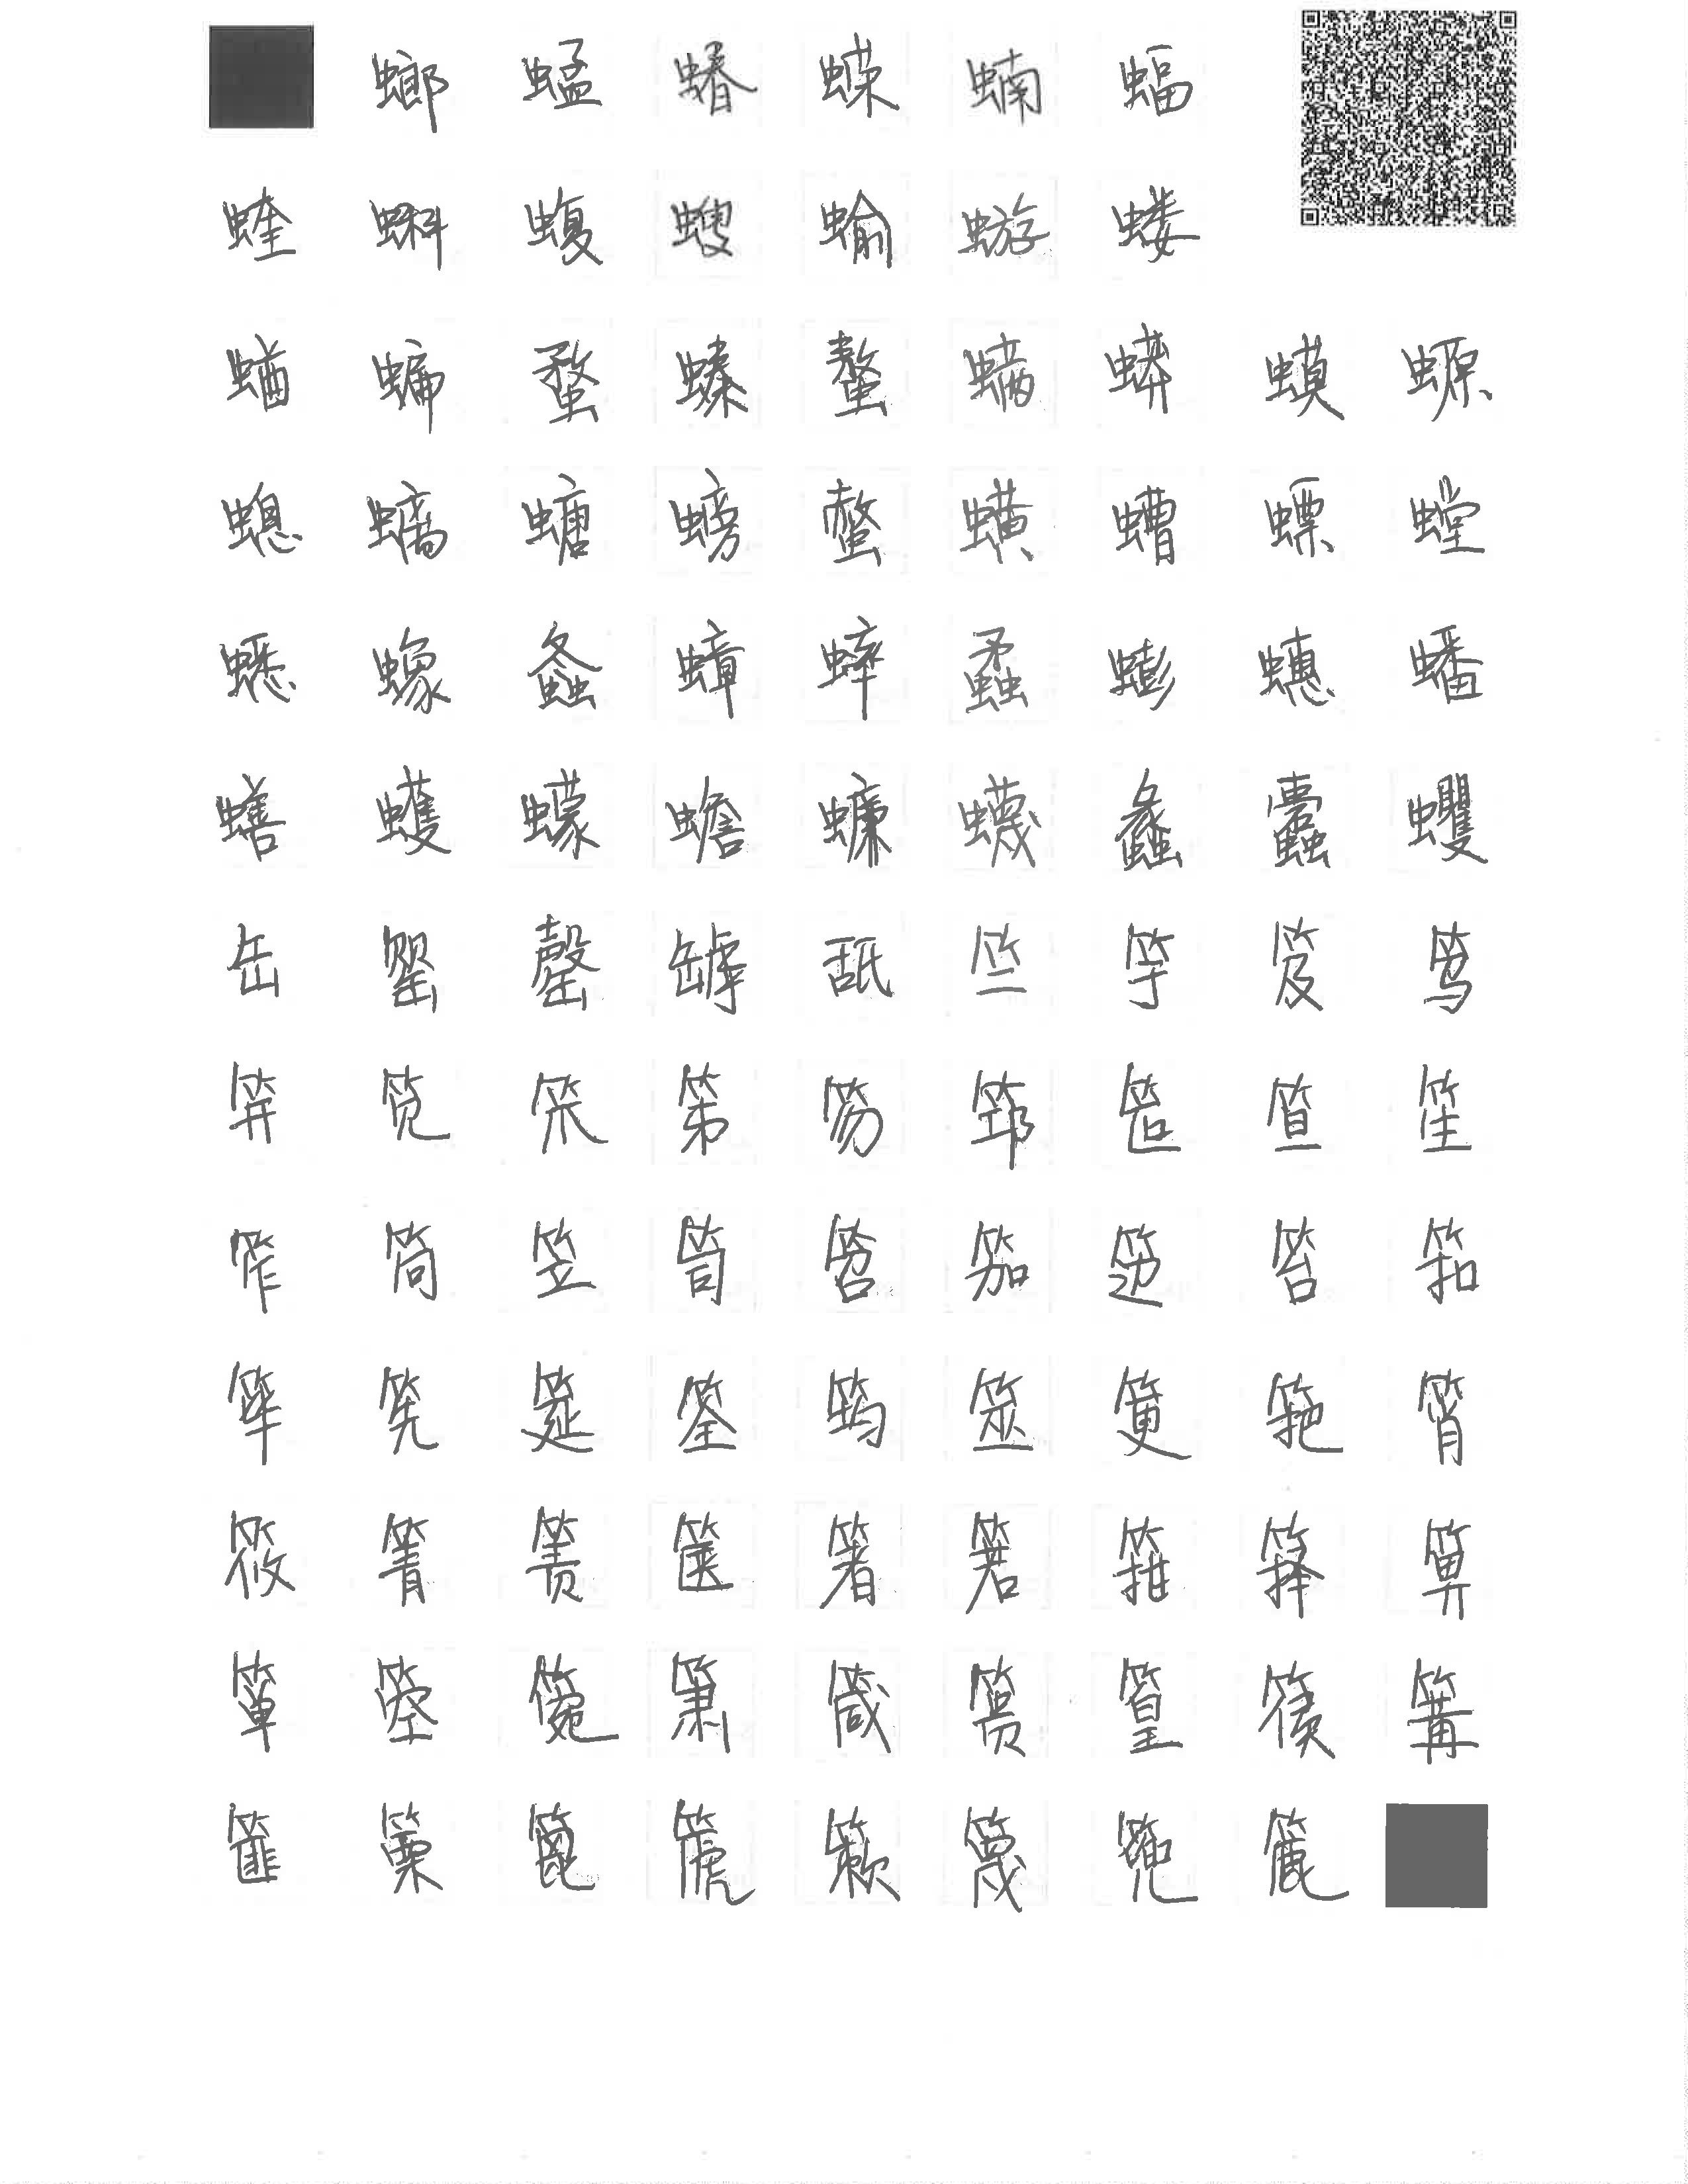 螂蜢蝽蝾蝻蝠
蝰蝌蝮螋蝓蝣蝼
蝤蝙蝥螓螯螨蟒蟆螈
螅螭螗螃螫蟥螬螵螳
蟋蟓螽蟑蟀蟊蟛蟪蟠
蟮蠖蠓蟾蠊蠛蠡蠹蠼
缶罂罄罅舐竺竽笈笃
笄笕笊笫笏筇笸笪笙
笮笱笠笥笤笳笾笞筘
筚筅筵筌筝筮筻筢筲
筱箐箦箧箸箬箝箨箅
箪箜箢箫箴篑篁篌篝
篚篥篦篪簌篾篼簏